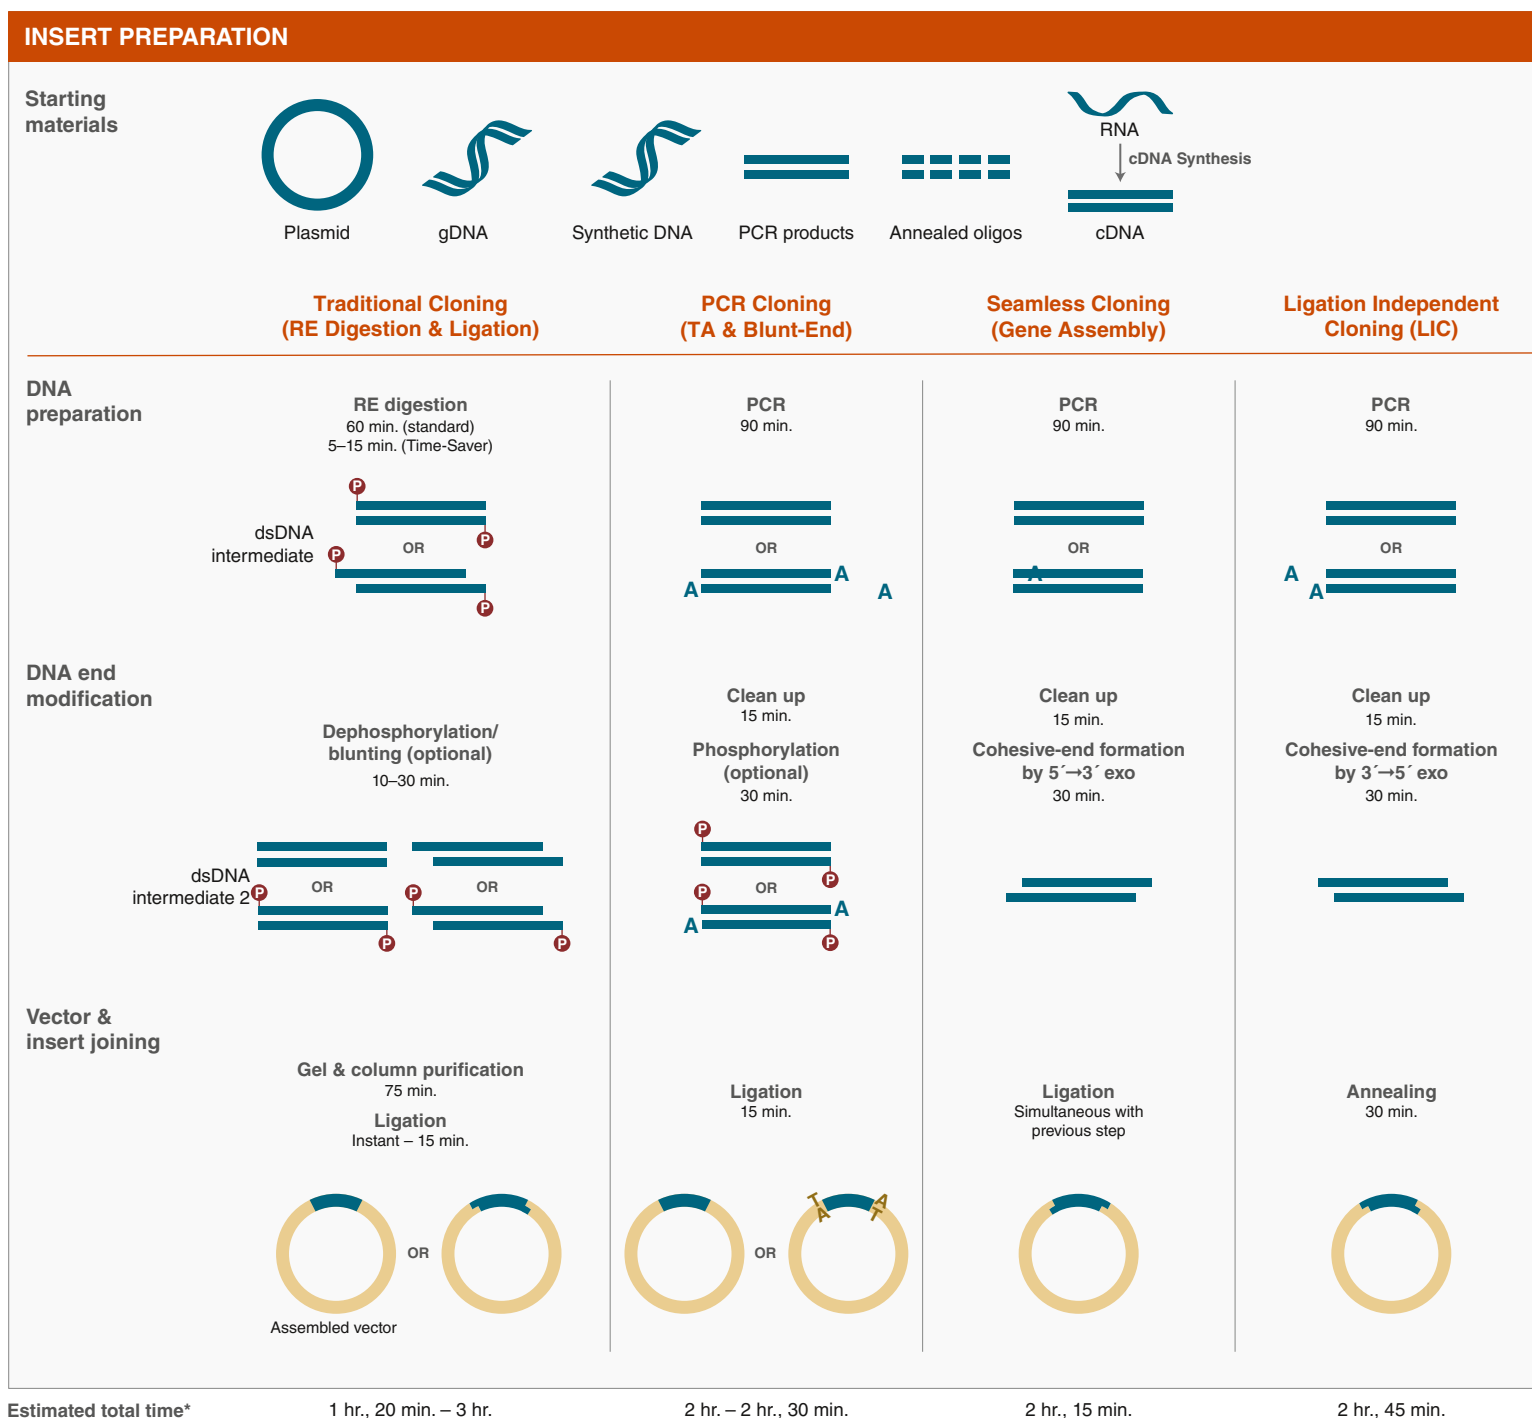 INSERT PREPARATION
Starting
materials
RNA
cDNA Synthesis
Plasmid
gDNA
Synthetic DNA
PCR products
Annealed oligos
cDNA
Traditional Cloning
(RE Digestion & Ligation)
PCR Cloning
(TA & Blunt-End)
Seamless Cloning
(Gene Assembly)
Ligation Independent
Cloning (LIC)
DNA
preparation
RE digestion
60 min. (standard)
5–15 min. (Time-Saver)
PCR
90 min.
PCR
90 min.
PCR
90 min.
dsDNA
intermediate
P
P
OR
P
P
OR
A
A
A
OR
A
OR
A
A
DNA end
modification
Dephosphorylation/
blunting (optional)
10–30 min.
Clean up
15 min.
Phosphorylation
(optional)
30 min.
Clean up
15 min.
Cohesive-end formation
by 5´→3´ exo
30 min.
Clean up
15 min.
Cohesive-end formation
by 3´→5´ exo
30 min.
dsDNA
intermediate 2
OR
P
P
OR
P
P
P
P
OR
P
A
A
P
Vector &
insert joining
Gel & column purification
75 min.
Ligation
Instant – 15 min.
Ligation
15 min.
Ligation
Simultaneous with
previous step
Annealing
30 min.
OR
Assembled vector
OR
T
A
A
T
Estimated total time*
1 hr., 20 min. – 3 hr.
2 hr. – 2 hr., 30 min.
2 hr., 15 min.
2 hr., 45 min.